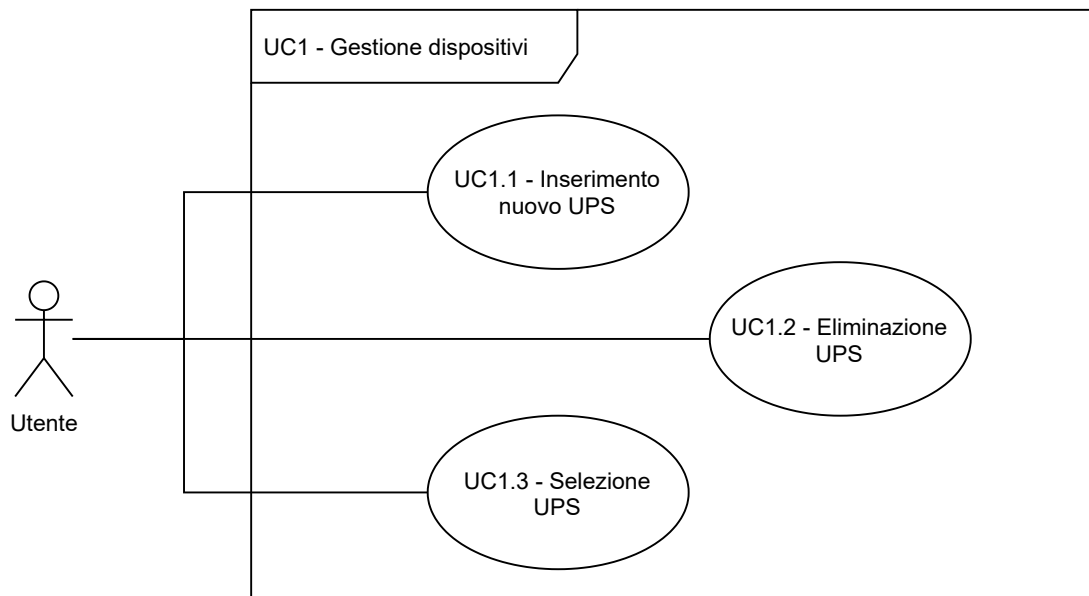 UC1 - Gestione dispositivi
UC1.1 - Inserimento
nuovo UPS
UC1.2 - Eliminazione
UPS
Utente
UC1.3 - Selezione
UPS